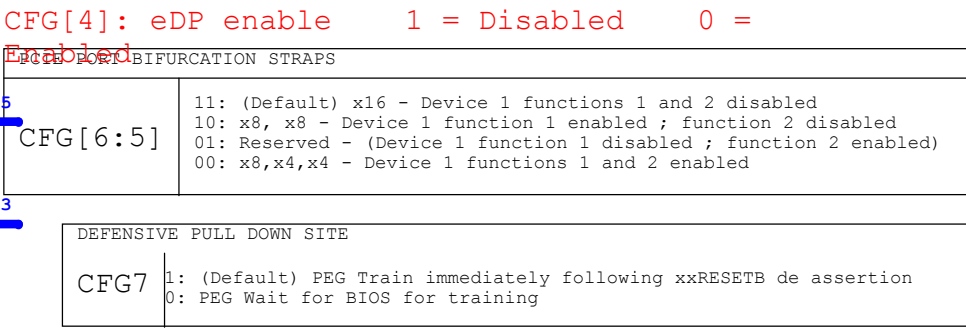 CFG[4]: eDP enable 1 = Disabled 0 =
Enabled
PCIE PORT BIFURCATION STRAPS
5
CFG[6:5]
11: (Default) x16 - Device 1 functions 1 and 2 disabled
10: x8, x8 - Device 1 function 1 enabled ; function 2 disabled
01: Reserved - (Device 1 function 1 disabled ; function 2 enabled)
00: x8,x4,x4 - Device 1 functions 1 and 2 enabled
3
DEFENSIVE PULL DOWN SITE
CFG7
1: (Default) PEG Train immediately following xxRESETB de assertion
0: PEG Wait for BIOS for training